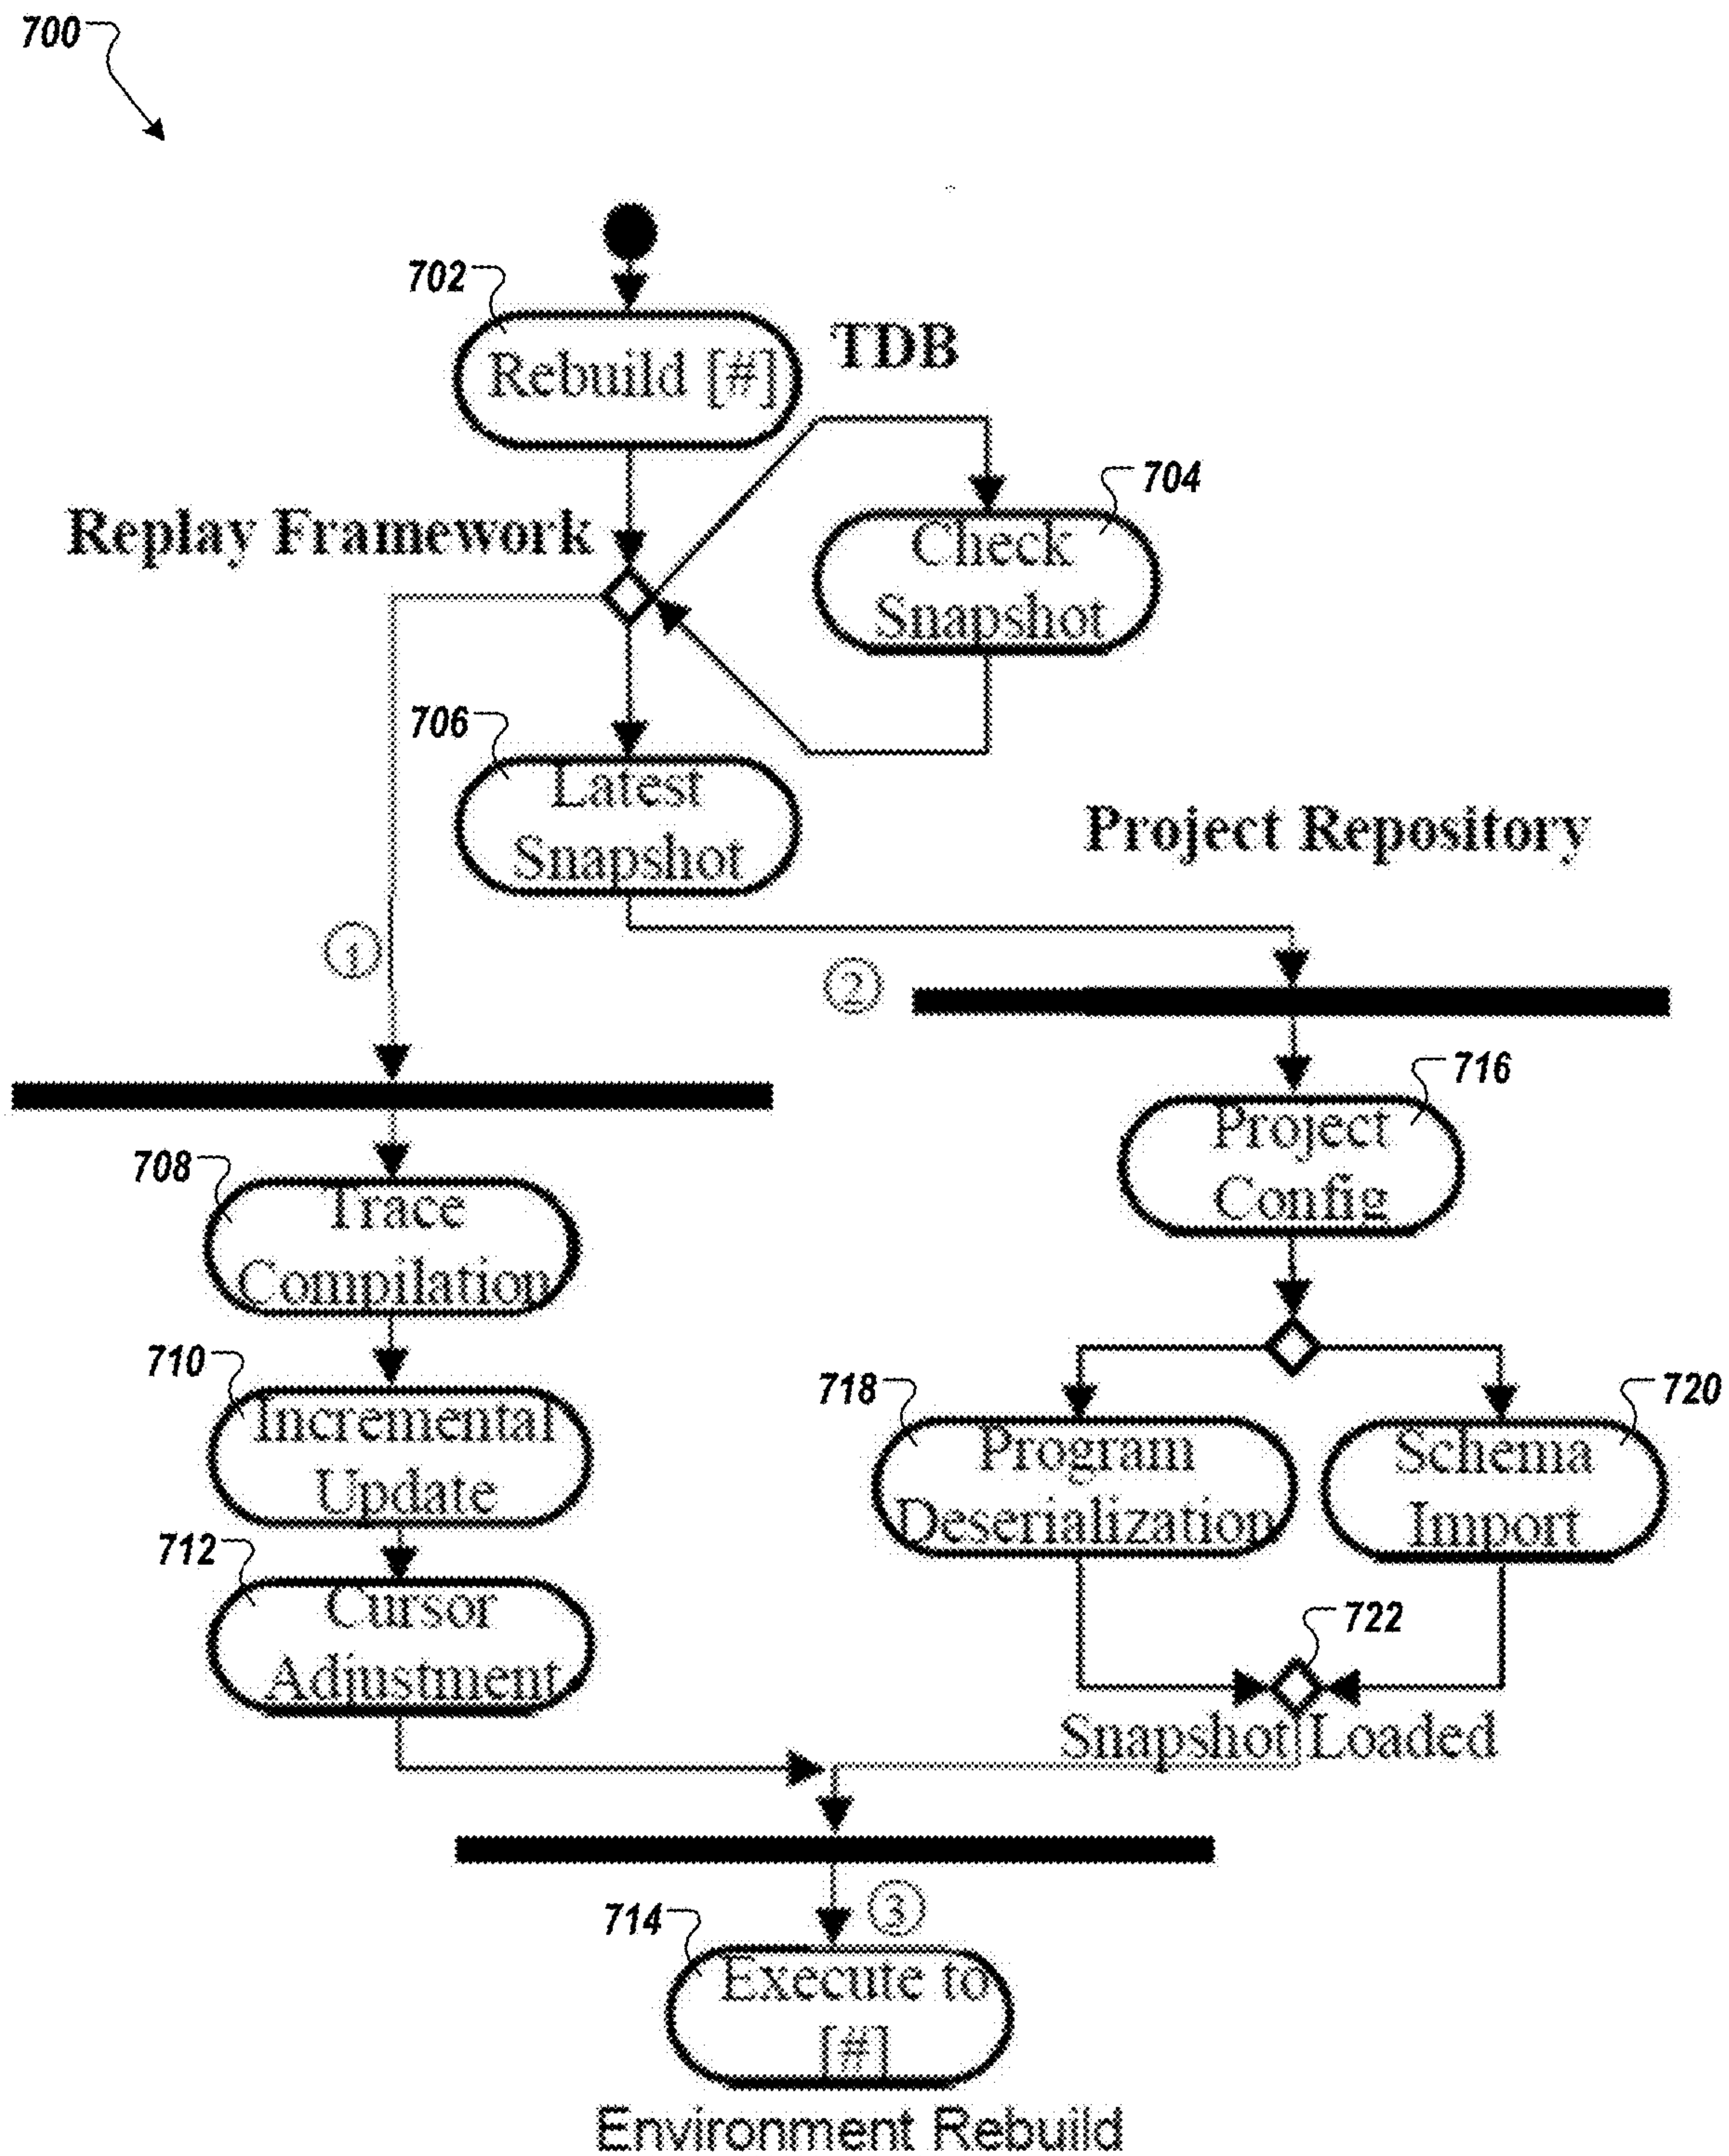 700
702
Rebuild [#]
TDB
704
Replay Framework
Check
Snapshot
706
Latest
Snapshot
Project Repository
1
2
716
Project
Config
708
Trace
Compilation
710
Incremental
Update
718
Program
Deserialization
720
Schema
Import
712
Cursor
Adjustment
722
Snapshot Loaded
3
714
Execute to
[#]
Environment Rebuild